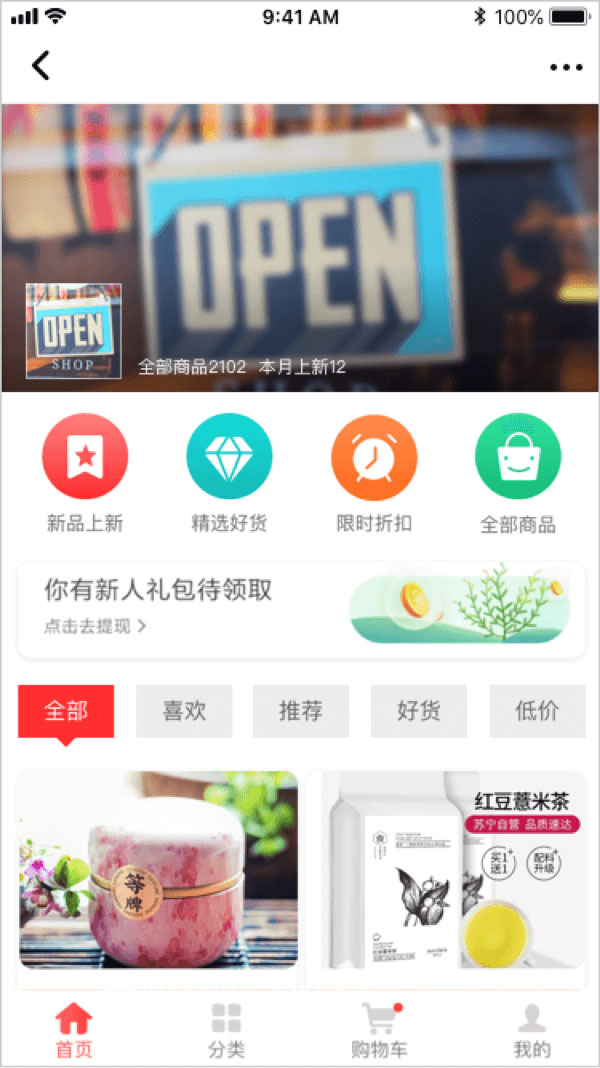 9:41 AM
100%
OPEN
OPEN
SHOP
全部商品2102 本月上新12
SHOP
新品上新
精选好货
限时折扣
全部商品
你有新人礼包待领取
点击去提现
全部
喜欢
推荐
好货
低价
等牌
红豆薏米茶
苏宁自营 品质速达
买1送1
配料升级
首页
分类
购物车
我的